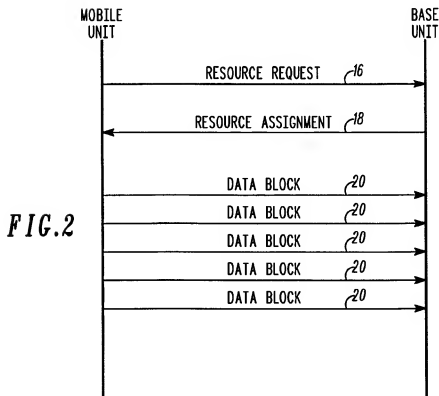 MOBILE UNIT
BASE UNIT
RESOURCE REQUEST 16
RESOURCE ASSIGNMENT 18
DATA BLOCK 20
DATA BLOCK 20
FIG.2
DATA BLOCK 20
DATA BLOCK 20
DATA BLOCK 20